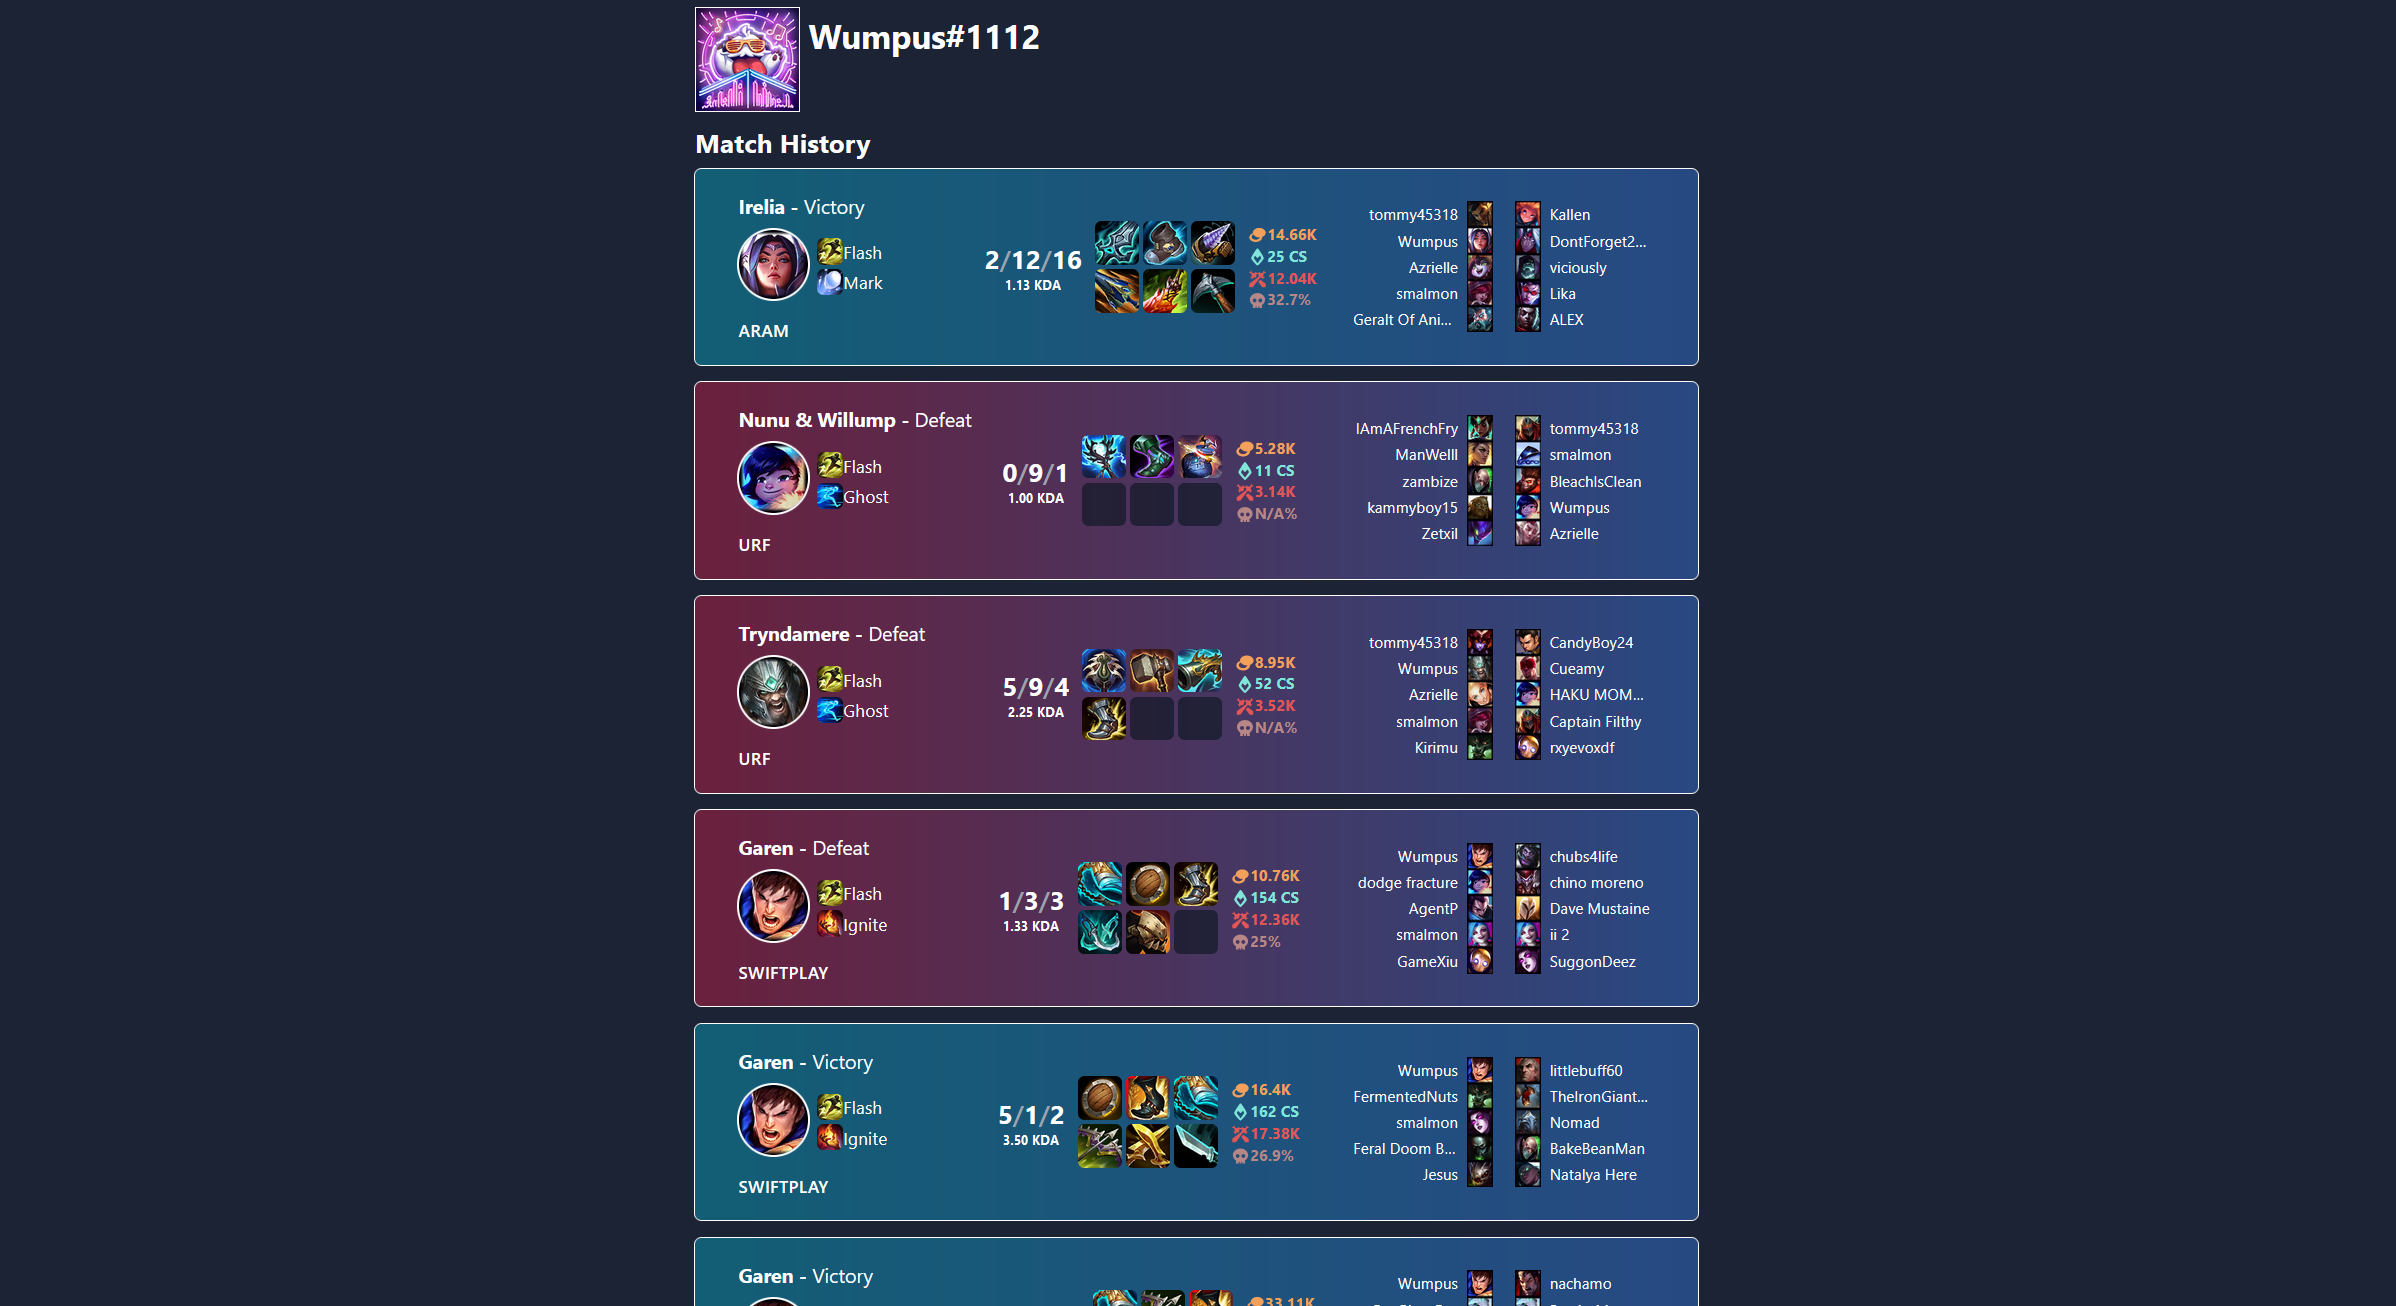 Wumpus#1112
Match History
Irelia - Victory
Flash
Mark
ARAM
2/12/16
1.13 KDA
14.66K
25 CS
12.04K
32.7%
tommy45318 Kallen
Wumpus DontForget2...
Azrielle viciously
smalmon Lika
Geralt Of Ani... ALEX
Nunu & Willump - Defeat
Flash
Ghost
URF
0/9/1
1.00 KDA
5.28K
11 CS
3.14K
N/A%
IAmAFrenchFry tommy45318
ManWelll smalmon
zambize BleachIsClean
kammyboy15 Wumpus
Zetxil Azrielle
Tryndamere - Defeat
Flash
Ghost
URF
5/9/4
2.25 KDA
8.95K
52 CS
3.52K
N/A%
tommy45318 CandyBoy24
Wumpus Cueamy
Azrielle HAKU MOM...
smalmon Captain Filthy
Kirimu rxyevoxdf
Garen - Defeat
Flash
Ignite
SWIFTPLAY
1/3/3
1.33 KDA
10.76K
154 CS
12.36K
25%
Wumpus chubs4life
dodge fracture chino moreno
AgentP Dave Mustaine
smalmon ii 2
GameXiu SuggonDeez
Garen - Victory
Flash
Ignite
SWIFTPLAY
5/1/2
3.50 KDA
16.4K
162 CS
17.38K
26.9%
Wumpus littlebuff60
FermentedNuts TheIronGiant...
smalmon Nomad
Feral Doom B... BakeBeanMan
Jesus Natalya Here
Garen - Victory
33.11K
Wumpus nachamo